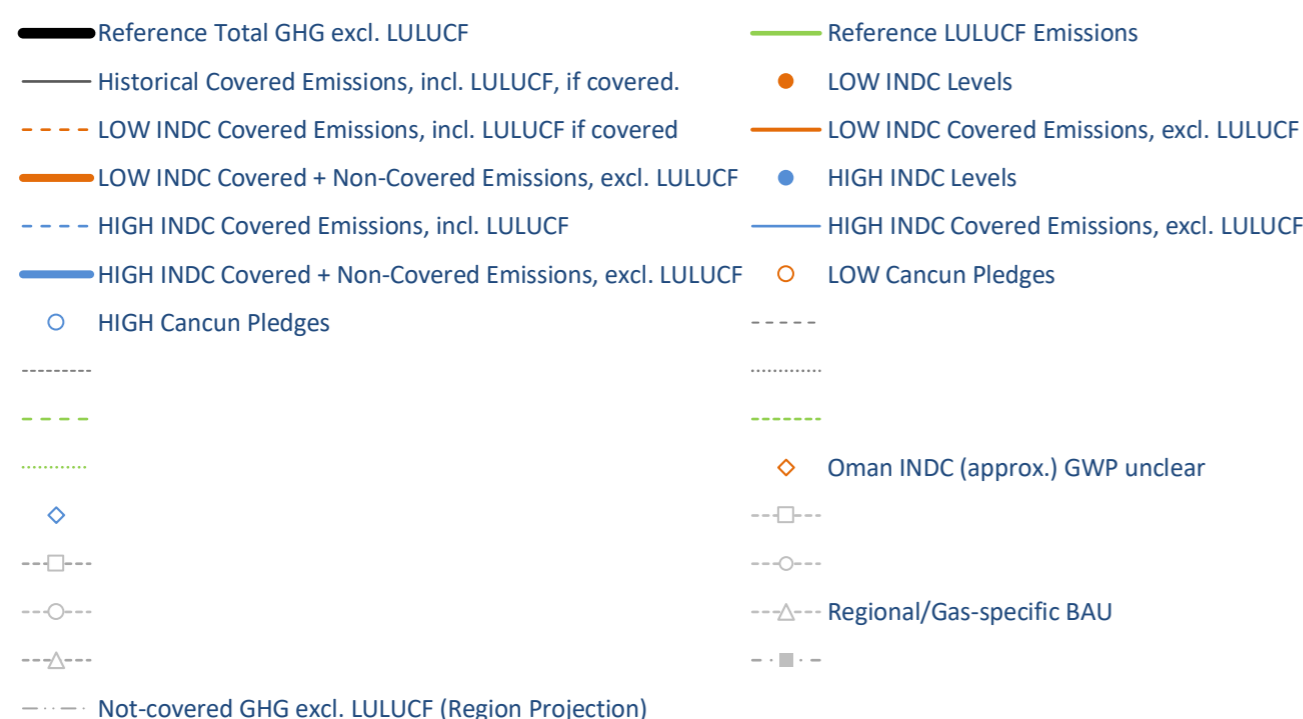 Reference Total GHG excl. LULUCF
Reference LULUCF Emissions
Historical Covered Emissions, incl. LULUCF, if covered.
LOW INDC Levels
LOW INDC Covered Emissions, incl. LULUCF if covered
LOW INDC Covered Emissions, excl. LULUCF
LOW INDC Covered + Non-Covered Emissions, excl. LULUCF
HIGH INDC Levels
HIGH INDC Covered Emissions, incl. LULUCF
HIGH INDC Covered Emissions, excl. LULUCF
HIGH INDC Covered + Non-Covered Emissions, excl. LULUCF
LOW Cancun Pledges
HIGH Cancun Pledges
Oman INDC (approx.) GWP unclear
Regional/Gas-specific BAU
Not-covered GHG excl. LULUCF (Region Projection)